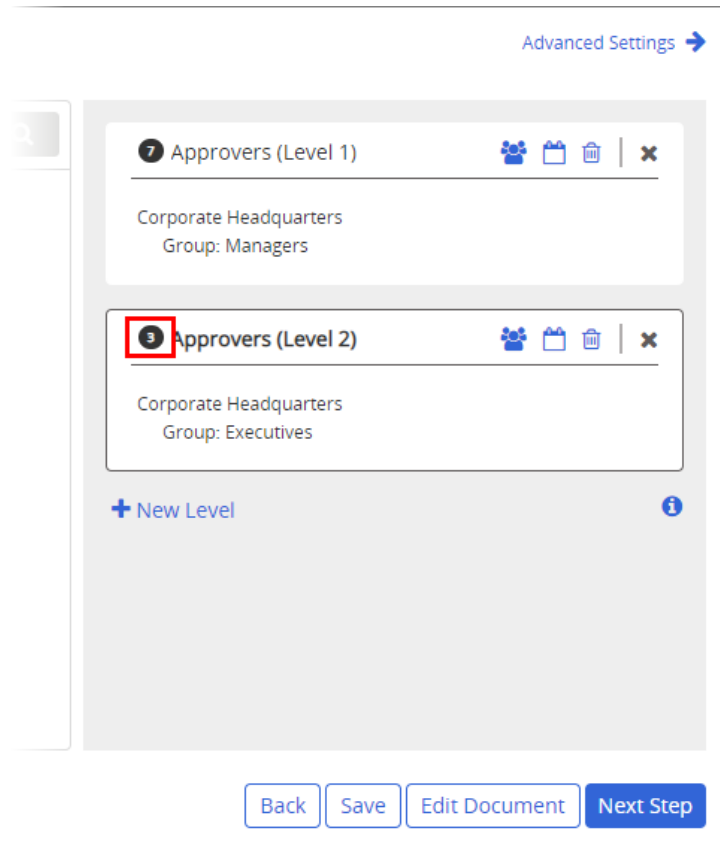 Advanced Settings
7 Approvers (Level 1)
Corporate Headquarters
Group: Managers
3 Approvers (Level 2)
Corporate Headquarters
Group: Executives
New Level
Back Save Edit Document Next Step